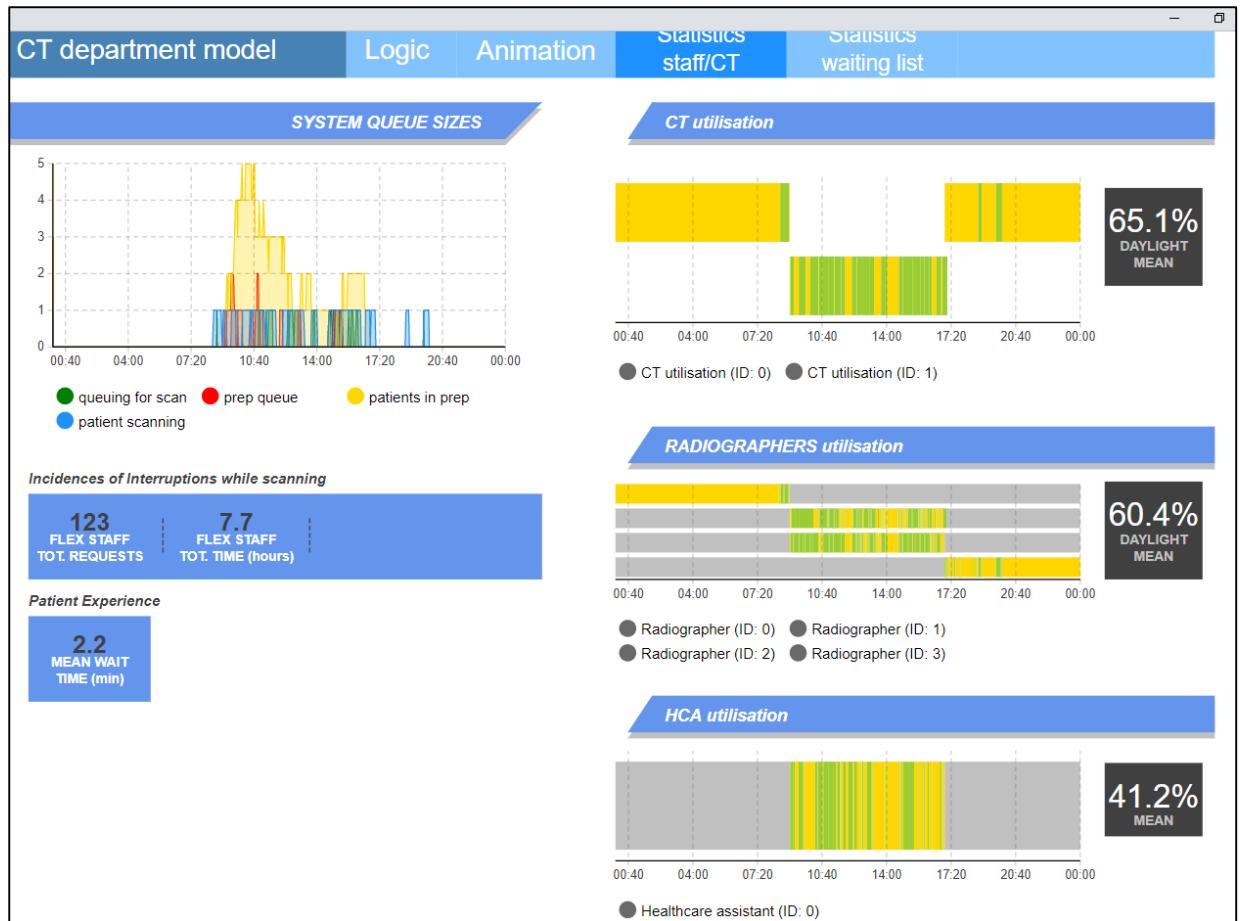 CT department model
Logic
Animation
Statistics
staff/CT
Statistics
waiting list
SYSTEM QUEUE SIZES
5
4
3
2
1
0
00:40 04:00 07:20 10:40 14:00 17:20 20:40 00:00
queuing for scan prep queue patients in prep
patient scanning
Incidences of Interruptions while scanning
123
FLEX STAFF
TOT. REQUESTS
7.7
FLEX STAFF
TOT. TIME (hours)
Patient Experience
2.2
MEAN WAIT
TIME (min)
CT utilisation
65.1%
DAYLIGHT
MEAN
00:40 04:00 07:20 10:40 14:00 17:20 20:40 00:00
CT utilisation (ID: 0) CT utilisation (ID: 1)
RADIOGRAPHERS utilisation
60.4%
DAYLIGHT
MEAN
00:40 04:00 07:20 10:40 14:00 17:20 20:40 00:00
Radiographer (ID: 0) Radiographer (ID: 1)
Radiographer (ID: 2) Radiographer (ID: 3)
HCA utilisation
41.2%
MEAN
00:40 04:00 07:20 10:40 14:00 17:20 20:40 00:00
Healthcare assistant (ID: 0)